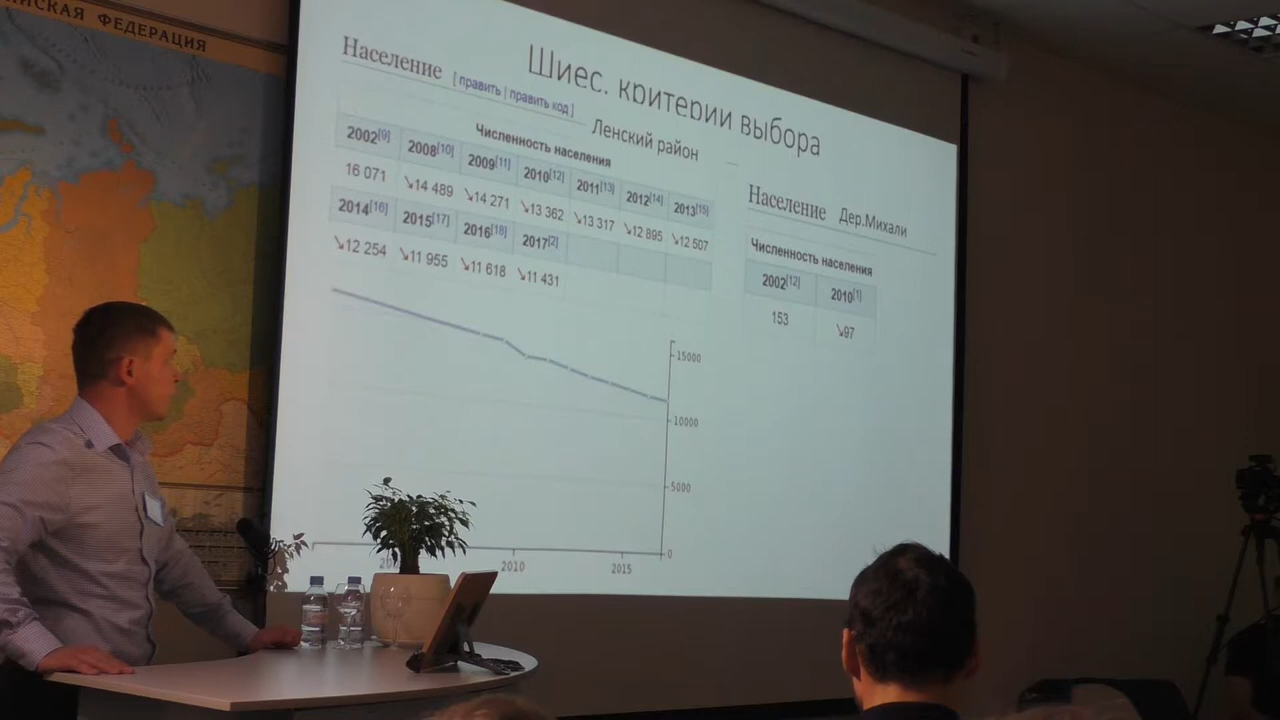 ЙСКАЯ ФЕДЕРАЦИЯ
Шиес. критерии выбора
Население [ править | править код ]
Ленский район
Численность населения
2002[9] 2008[10] 2009[11] 2010[12] 2011[13] 2012[14] 2013[15]
16 071 ↘14 489 ↘14 271 ↘13 362 ↘13 317 ↘12 895 ↘12 507
2014[16] 2015[17] 2016[18] 2017[2]
↘12 254 ↘11 955 ↘11 618 ↘11 431
15000
10000
5000
0
2010 2015
Население Дер.Михали
Численность населения
2002[12] 2010[1]
153 ↘97